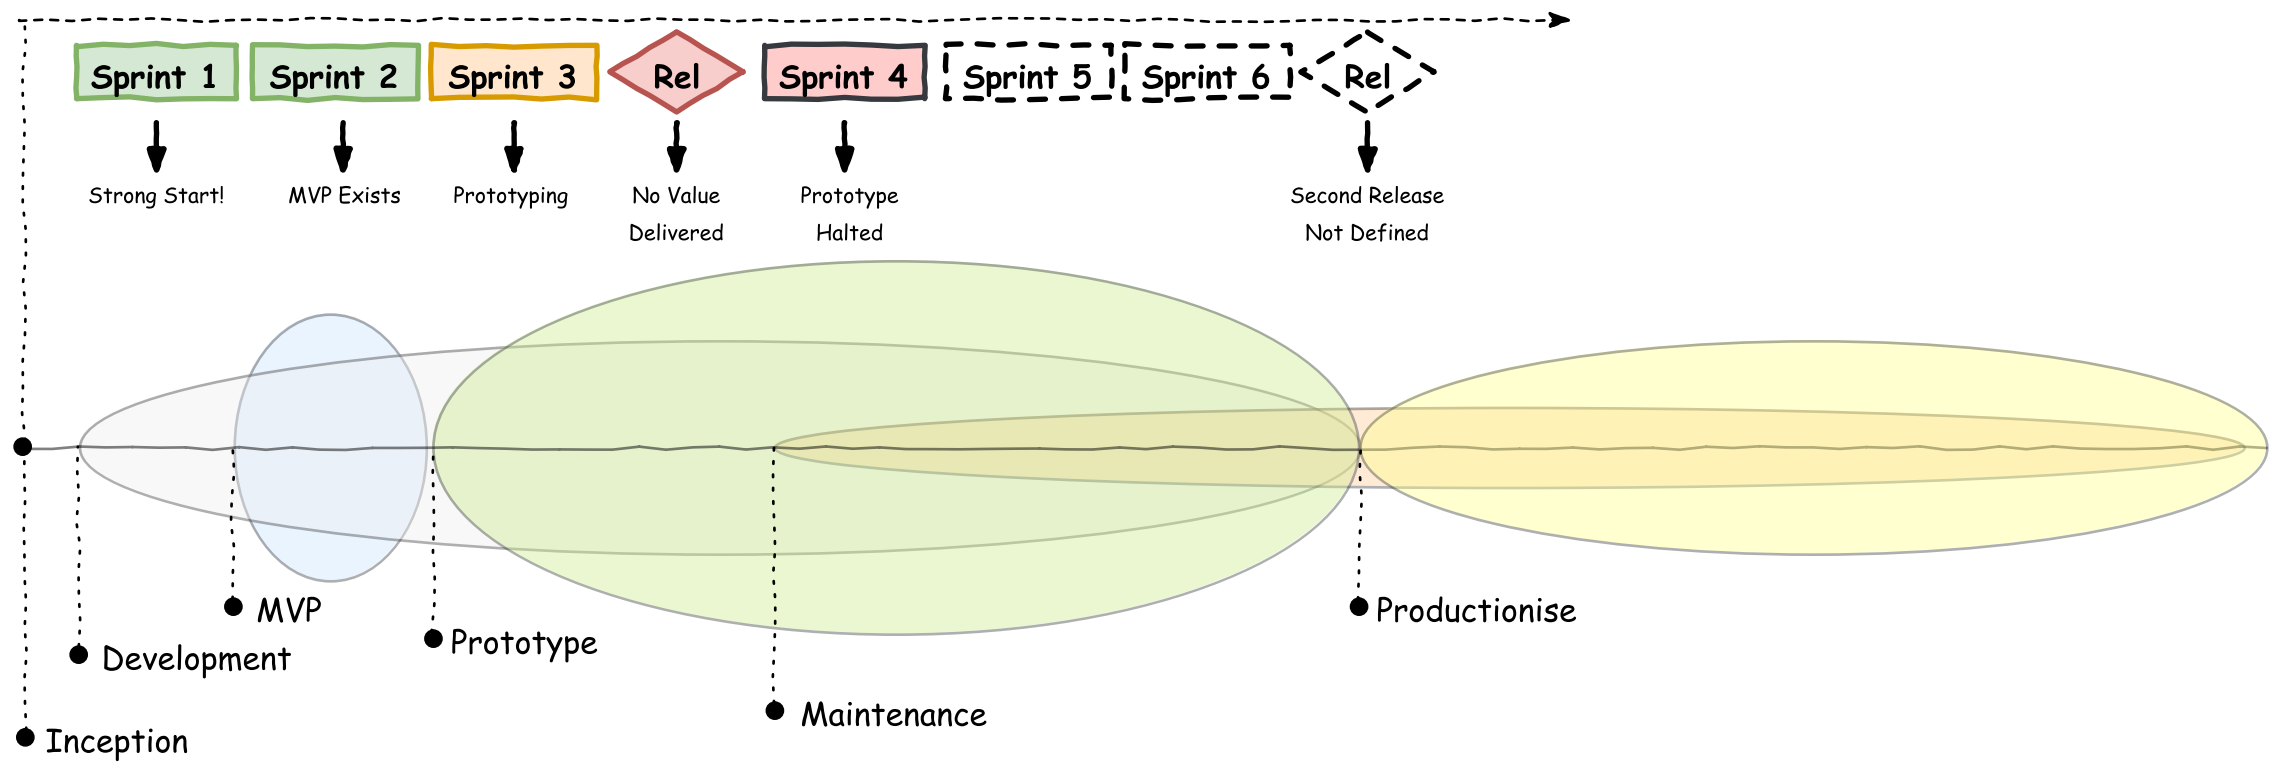 Sprint 1
Sprint 2
Sprint 3
Rel
Sprint 4
Sprint 5
Sprint 6
Rel
Strong Start!
MVP Exists
Prototyping
No Value
Delivered
Prototype
Halted
Second Release
Not Defined
MVP
Productionise
Prototype
Development
Maintenance
Inception